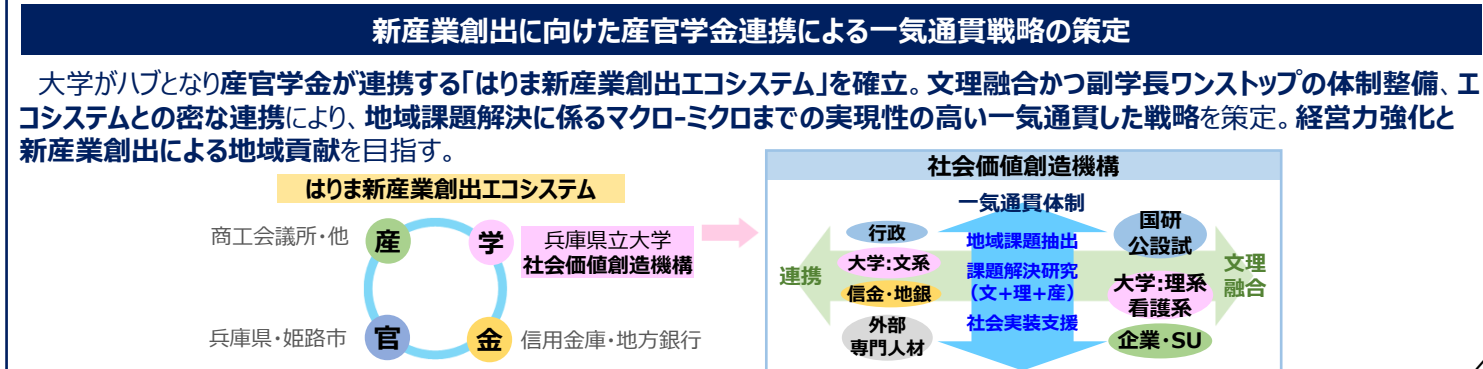 新産業創出に向けた産官学金連携による一気通貫戦略の策定
大学がハブとなり産官学金が連携する「はりま新産業創出エコシステム」を確立。文理融合かつ副学長ワンストップの体制整備、エ
コシステムとの密な連携により、地域課題解決に係るマクロ-ミクロまでの実現性の高い一気通貫した戦略を策定。経営力強化と
新産業創出による地域貢献を目指す。
はりま新産業創出エコシステム
商工会議所・他
産
学
兵庫県立大学
社会価値創造機構
兵庫県・姫路市
官
金
信用金庫・地方銀行
社会価値創造機構
一気通貫体制
行政
大学:文系
信金・地銀
外部
専門人材
連携
地域課題抽出
課題解決研究
(文+理+産)
社会実装支援
国研
公設試
大学:理系
看護系
企業・SU
文理
融合